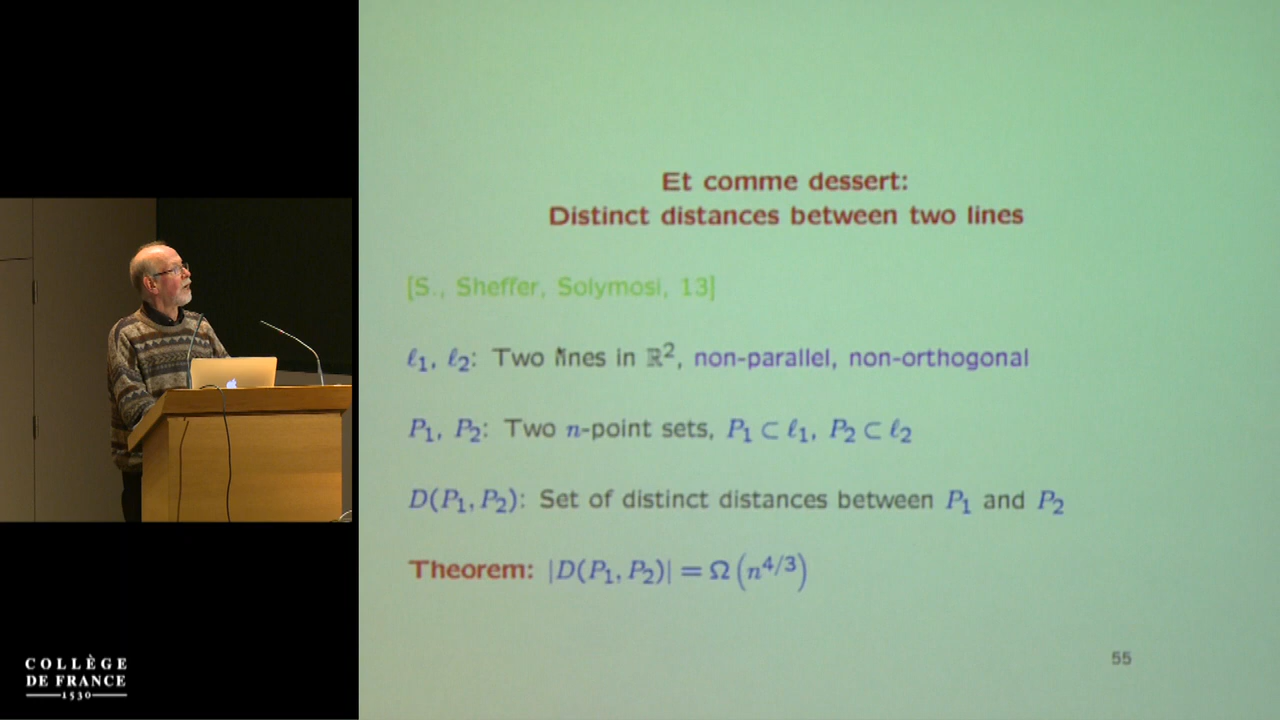 Et comme dessert:
Distinct distances between two lines
[S., Sheffer, Solymosi, 13]
ℓ₁, ℓ₂: Two lines in ℝ², non-parallel, non-orthogonal
P₁, P₂: Two n-point sets, P₁ ⊂ ℓ₁, P₂ ⊂ ℓ₂
D(P₁, P₂): Set of distinct distances between P₁ and P₂
Theorem: |D(P₁, P₂)| = Ω(n^{4/3})
55
COLLÈGE
DE FRANCE
1530